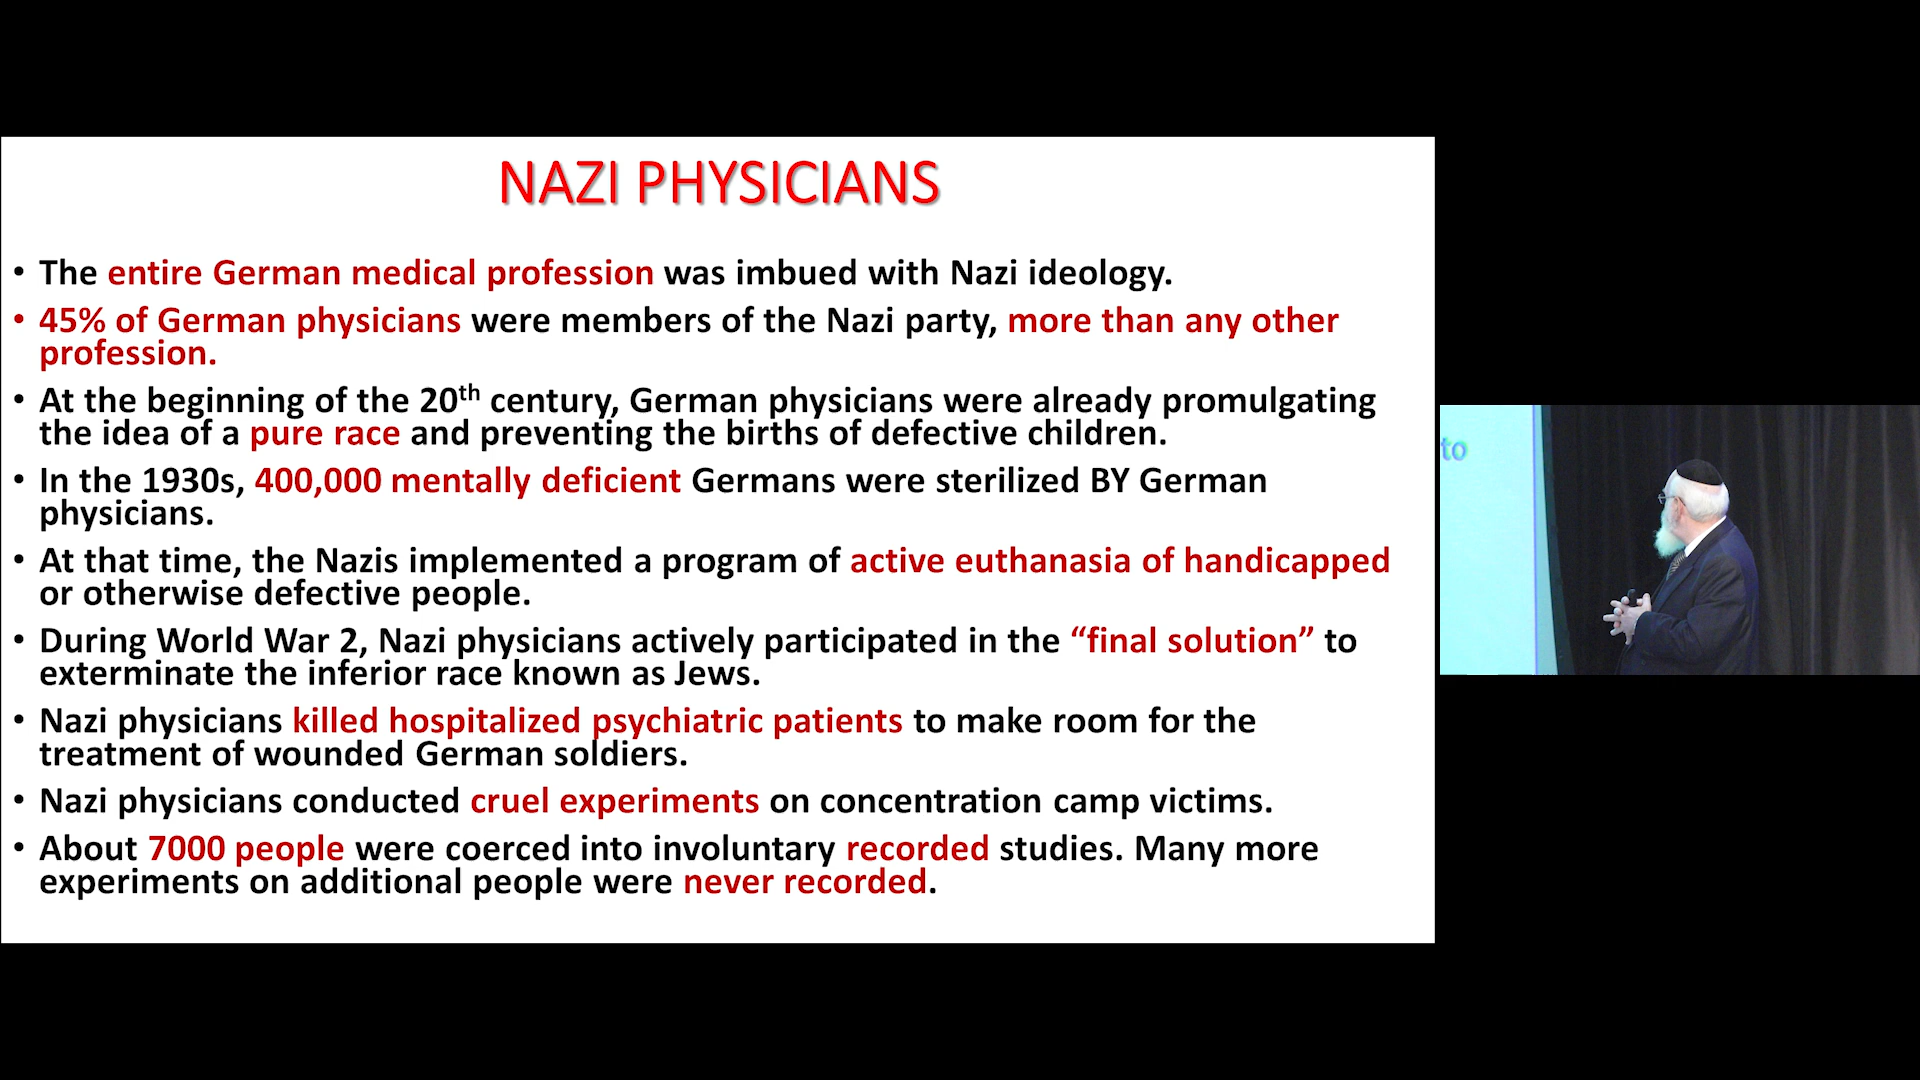 NAZI PHYSICIANS
• The entire German medical profession was imbued with Nazi ideology.
• 45% of German physicians were members of the Nazi party, more than any other
profession.
• At the beginning of the 20th century, German physicians were already promulgating
the idea of a pure race and preventing the births of defective children.
• In the 1930s, 400,000 mentally deficient Germans were sterilized BY German
physicians.
• At that time, the Nazis implemented a program of active euthanasia of handicapped
or otherwise defective people.
• During World War 2, Nazi physicians actively participated in the “final solution” to
exterminate the inferior race known as Jews.
• Nazi physicians killed hospitalized psychiatric patients to make room for the
treatment of wounded German soldiers.
• Nazi physicians conducted cruel experiments on concentration camp victims.
• About 7000 people were coerced into involuntary recorded studies. Many more
experiments on additional people were never recorded.
to